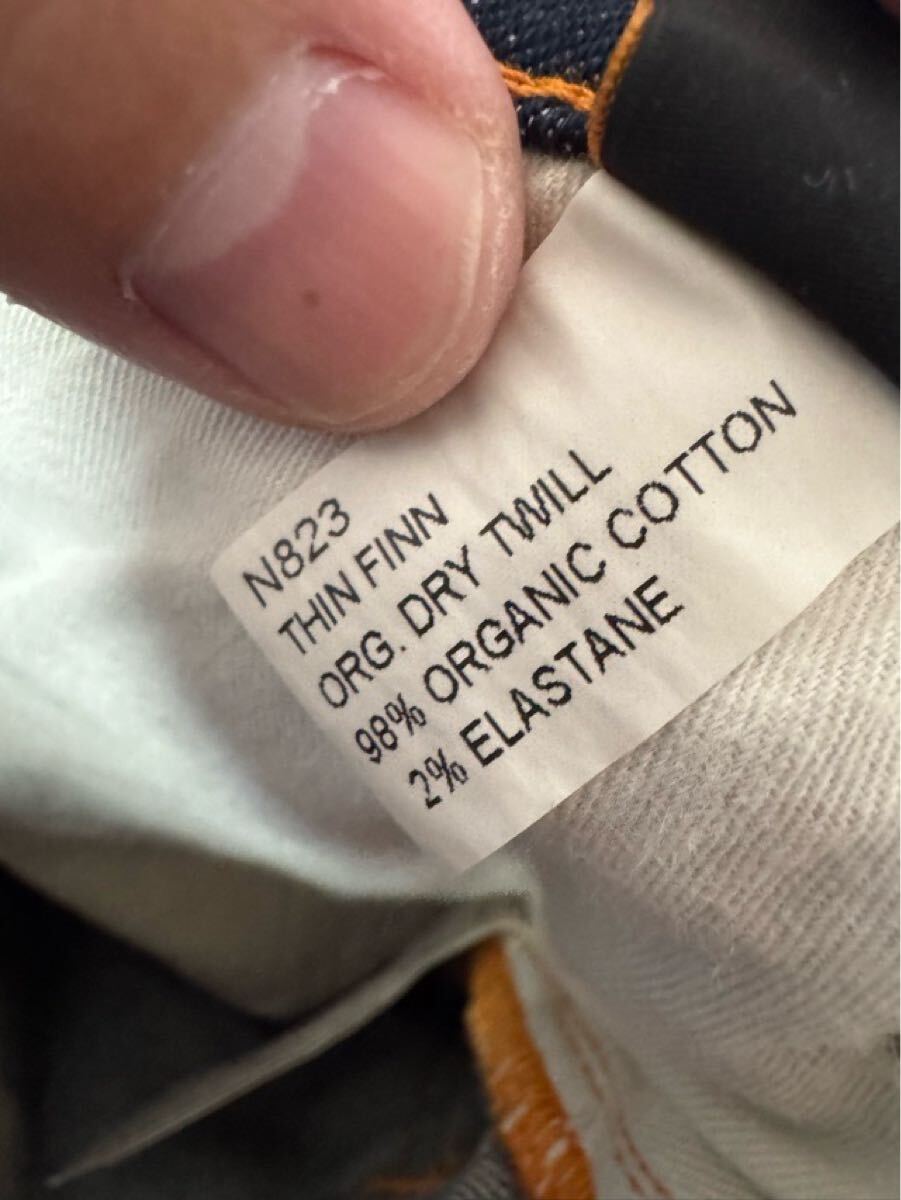 N823
THIN FINN
ORG. DRY TWILL
98% ORGANIC COTTON
2% ELASTANE